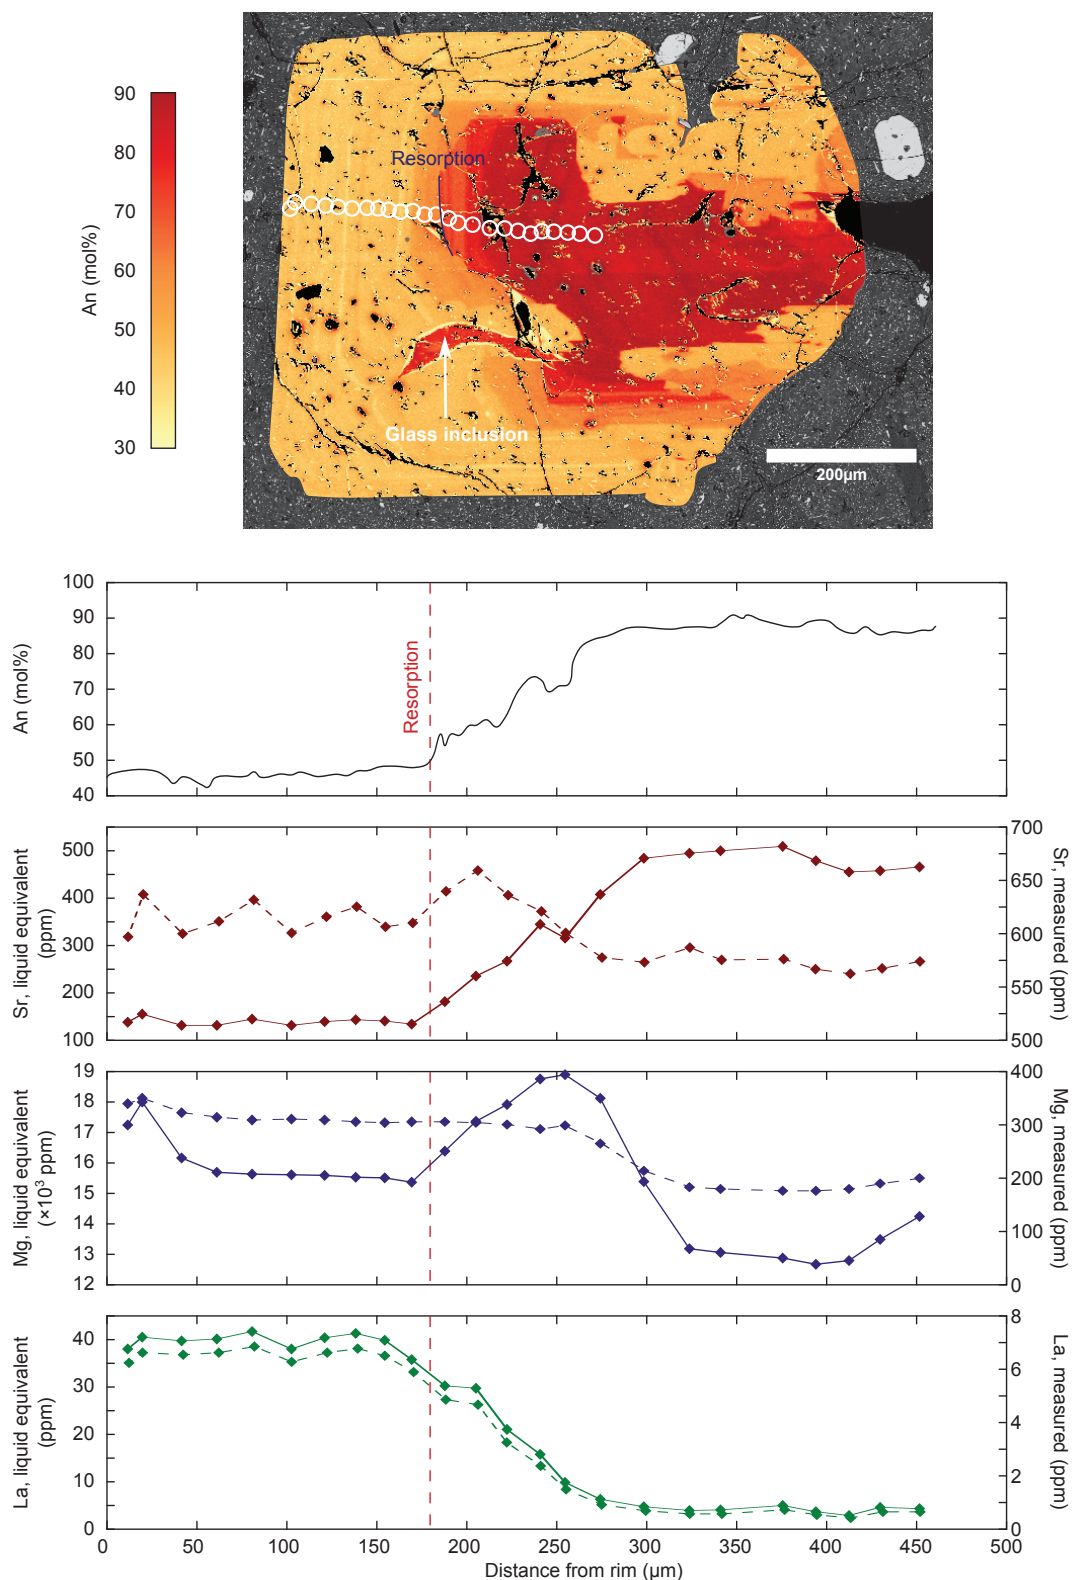 An (mol%)
90
80
70
60
50
40
30
Resorption
Glass inclusion
200µm
An (mol%)
100
90
80
70
60
50
40
Resorption
Sr, liquid equivalent
(ppm)
500
400
300
200
100
700
650
600
550
500
Sr, measured
(ppm)
Mg, liquid equivalent
(×10³ ppm)
19
18
17
16
15
14
13
12
400
300
200
100
0
Mg, measured
(ppm)
La, liquid equivalent
(ppm)
40
30
20
10
0
8
6
4
2
0
La, measured
(ppm)
0 50 100 150 200 250 300 350 400 450 500
Distance from rim (µm)